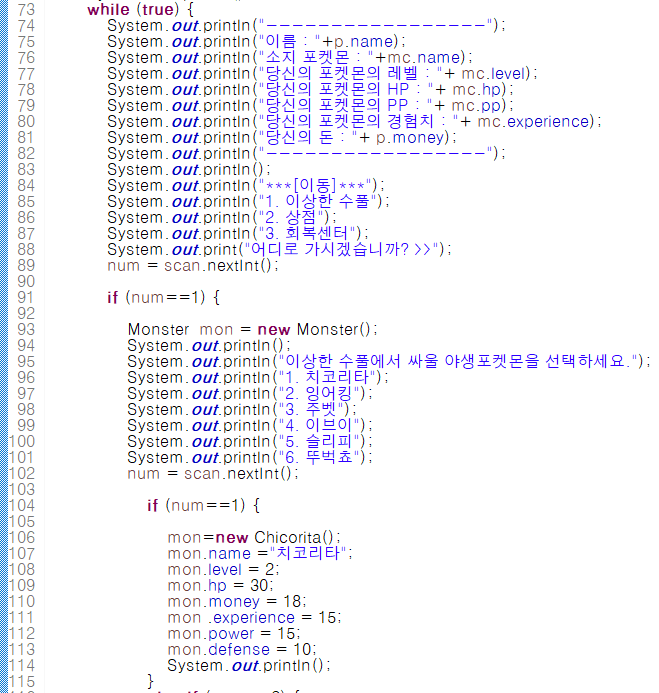 73 while (true) {
74 System.out.println("------------------");
75 System.out.println("이름 : "+p.name);
76 System.out.println("소지 포켓몬 : "+mc.name);
77 System.out.println("당신의 포켓몬의 레벨 : "+ mc.level);
78 System.out.println("당신의 포켓몬의 HP : "+ mc.hp);
79 System.out.println("당신의 포켓몬의 PP : "+ mc.pp);
80 System.out.println("당신의 포켓몬의 경험치 : "+ mc.experience);
81 System.out.println("당신의 돈 : "+ p.money);
82 System.out.println("------------------");
83 System.out.println();
84 System.out.println("***[이동]***");
85 System.out.println("1. 이상한 수풀");
86 System.out.println("2. 상점");
87 System.out.println("3. 회복센터");
88 System.out.print("어디로 가시겠습니까? >>");
89 num = scan.nextInt();
90
91 if (num==1) {
92
93 Monster mon = new Monster();
94 System.out.println();
95 System.out.println("이상한 수풀에서 싸울 야생포켓몬을 선택하세요.");
96 System.out.println("1. 치코리타");
97 System.out.println("2. 잉어킹");
98 System.out.println("3. 주벳");
99 System.out.println("4. 이브이");
100 System.out.println("5. 슬리피");
101 System.out.println("6. 뚜벅쵸");
102 num = scan.nextInt();
103
104 if (num==1) {
105
106 mon=new Chicorita();
107 mon.name ="치코리타";
108 mon.level = 2;
109 mon.hp = 30;
110 mon.money = 18;
111 mon .experience = 15;
112 mon.power = 15;
113 mon.defense = 10;
114 System.out.println();
115 }